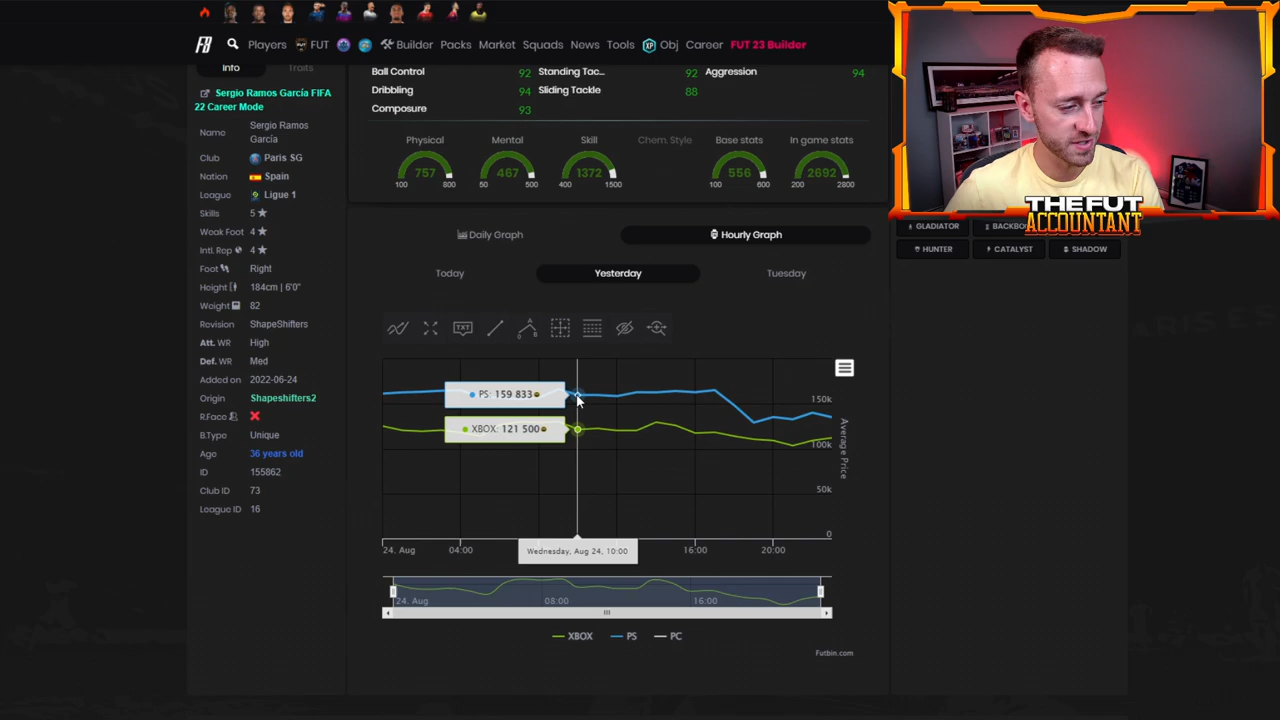 F8 Players FUT Builder Packs Market Squads News Tools XP Obj Career FUT 23 Builder
Info Traits
Sergio Ramos García FIFA
22 Career Mode
Name Sergio Ramos
García
Club Paris SG
Nation Spain
League Ligue 1
Skills 5 ★
Weak Foot 4 ★
Intl. Rep 4 ★
Foot Right
Height 184cm | 6'0"
Weight 82
Revision ShapeShifters
Att. WR High
Def. WR Med
Added on 2022-06-24
Origin Shapeshifters2
R.Face
B.Type Unique
Age 36 years old
ID 155862
Club ID 73
League ID 16
Ball Control 92 Standing Tac... 92 Aggression 94
Dribbling 94 Sliding Tackle 88
Composure 93
Physical Mental Skill Chem. Style Base stats In game stats
757 467 1372 556 2692
100 800 50 500 400 1500 100 600 200 2800
Daily Graph Hourly Graph
Today Yesterday Tuesday
TXT
PS: 159 833
XBOX: 121 500
150k
100k
50k
0
Average Price
24. Aug 04:00 16:00 20:00
Wednesday, Aug 24, 10:00
24. Aug 08:00 16:00
XBOX PS PC
Futbin.com
THE FUT
ACCOUNTANT
GLADIATOR
HUNTER CATALYST SHADOW